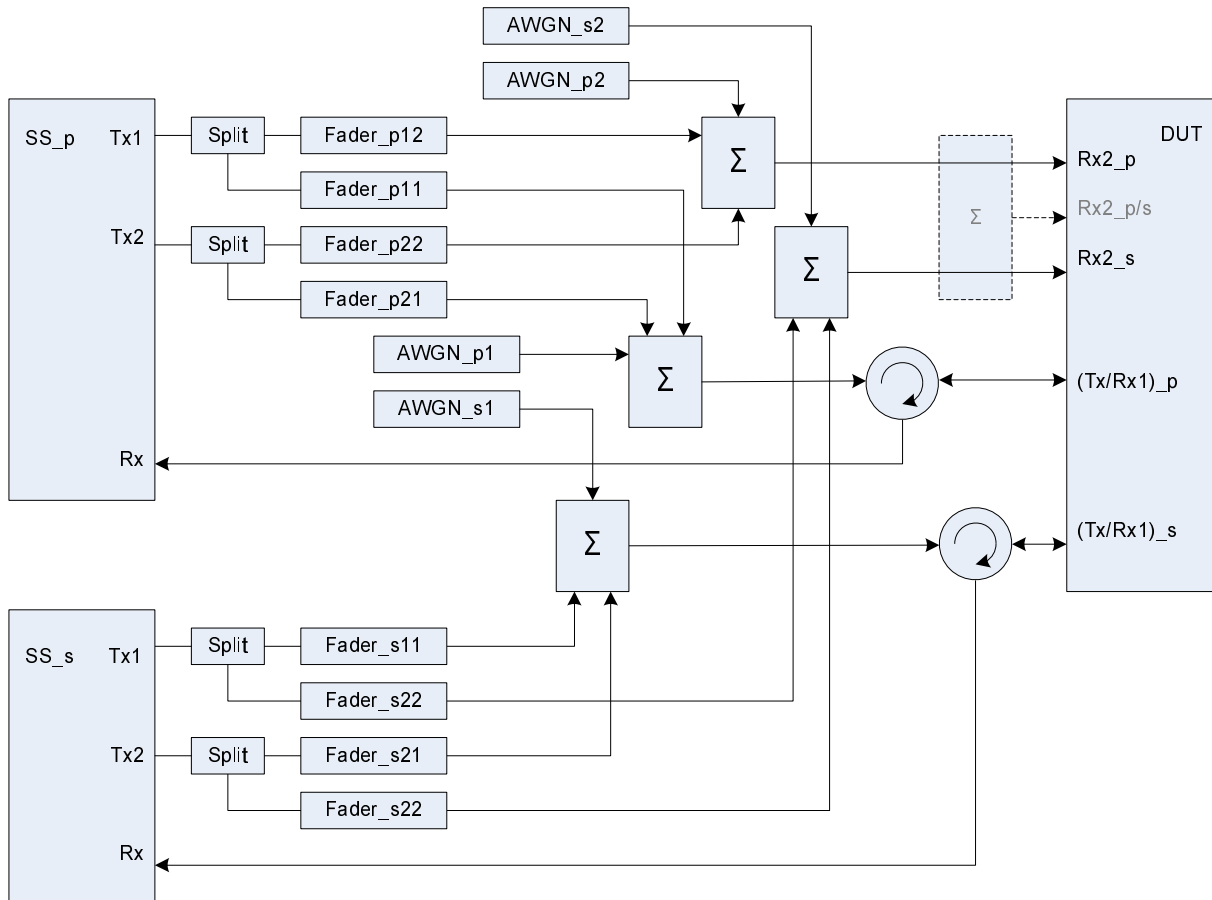 AWGN_s2
AWGN_p2
SS_p
Tx1
Split
Fader_p12
Σ
DUT
Rx2_p
Fader_p11
Σ
Rx2_p/s
Tx2
Split
Fader_p22
Σ
Rx2_s
Fader_p21
AWGN_p1
Σ
(Tx/Rx1)_p
AWGN_s1
Rx
Σ
(Tx/Rx1)_s
SS_s
Tx1
Split
Fader_s11
Fader_s22
Tx2
Split
Fader_s21
Fader_s22
Rx